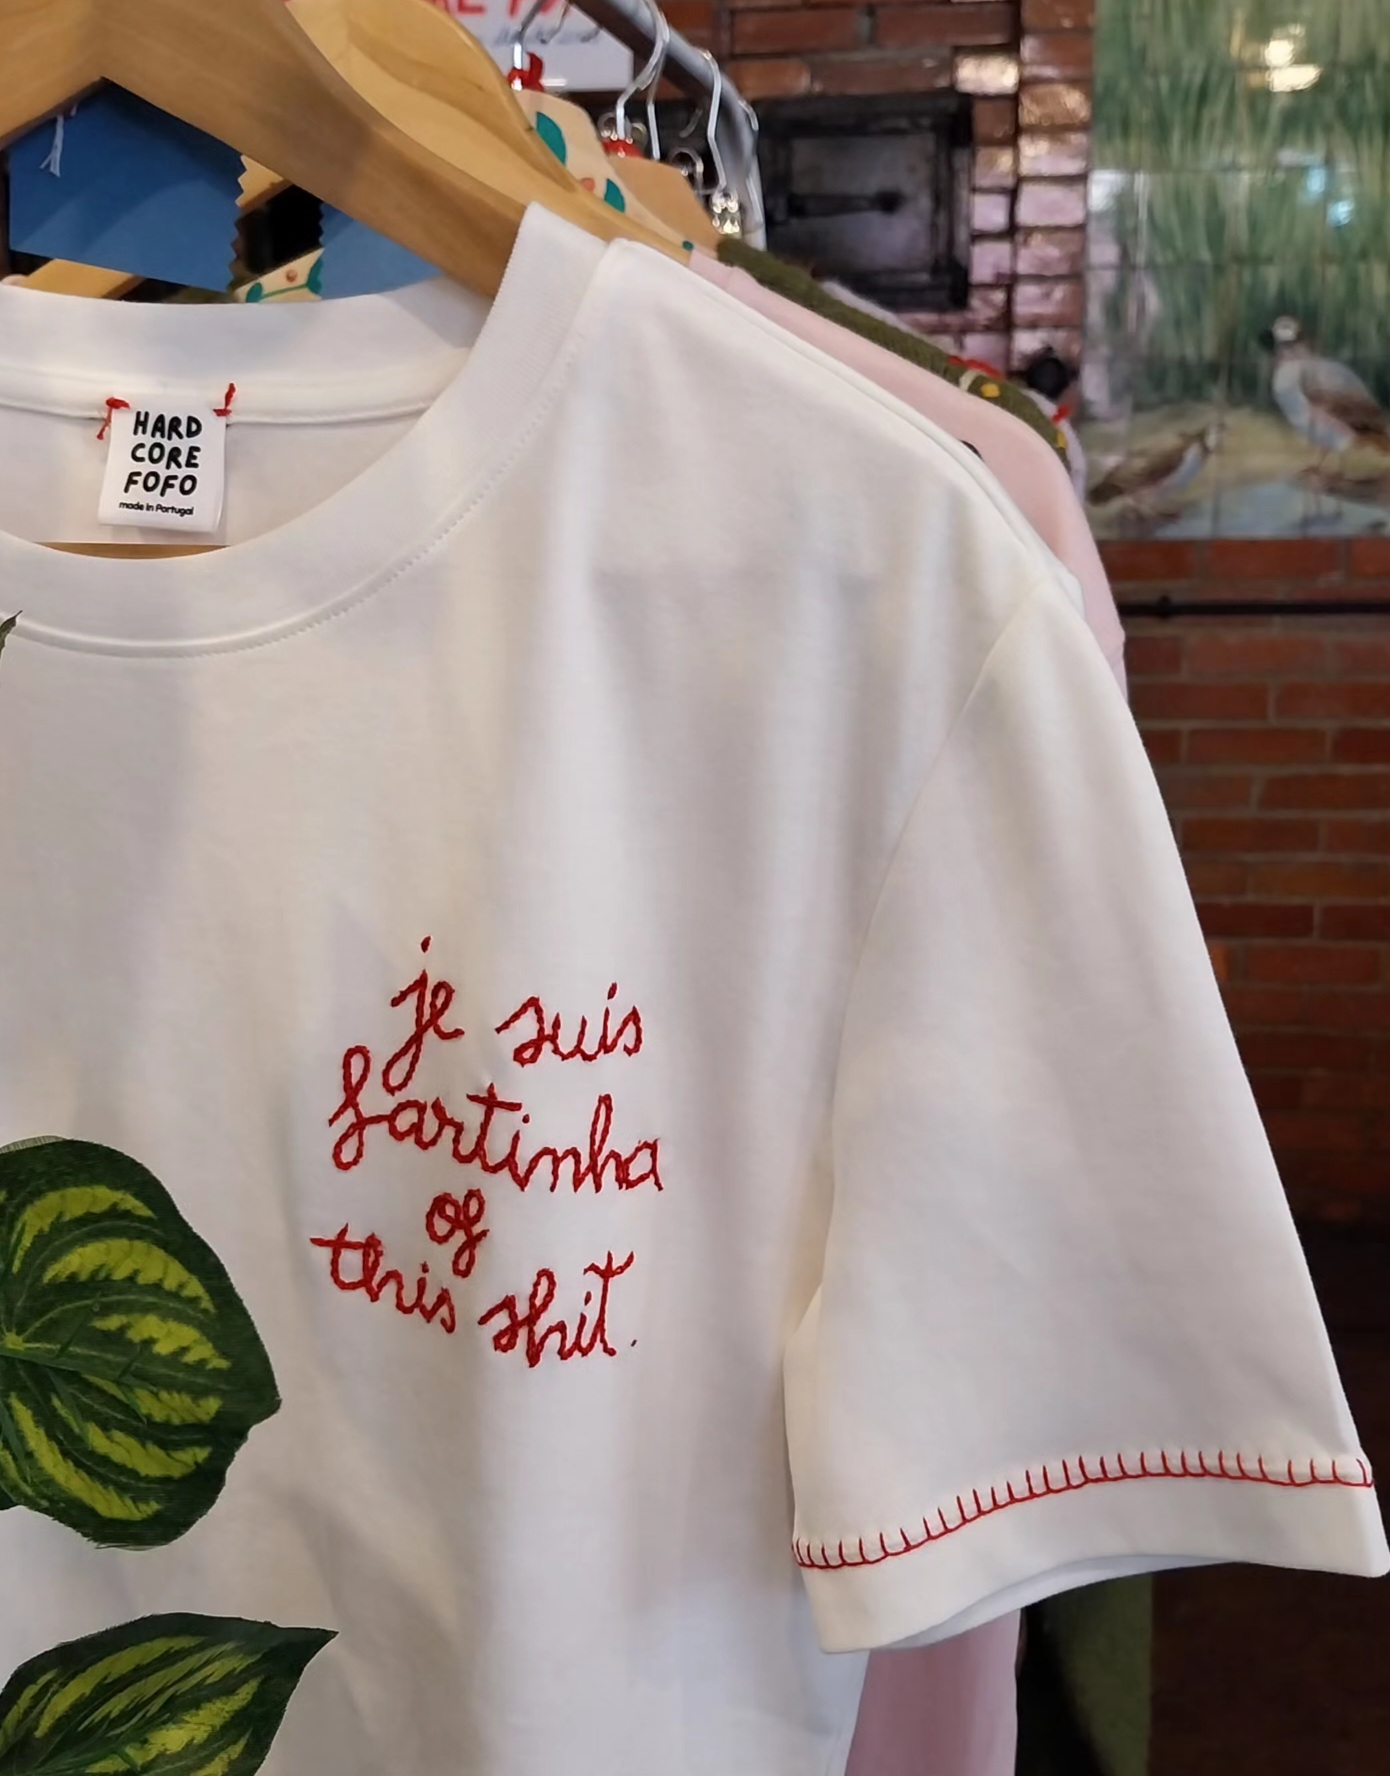 HARD
CORE
FOFO
made in Portugal
je suis
fartinha
of
this shit.